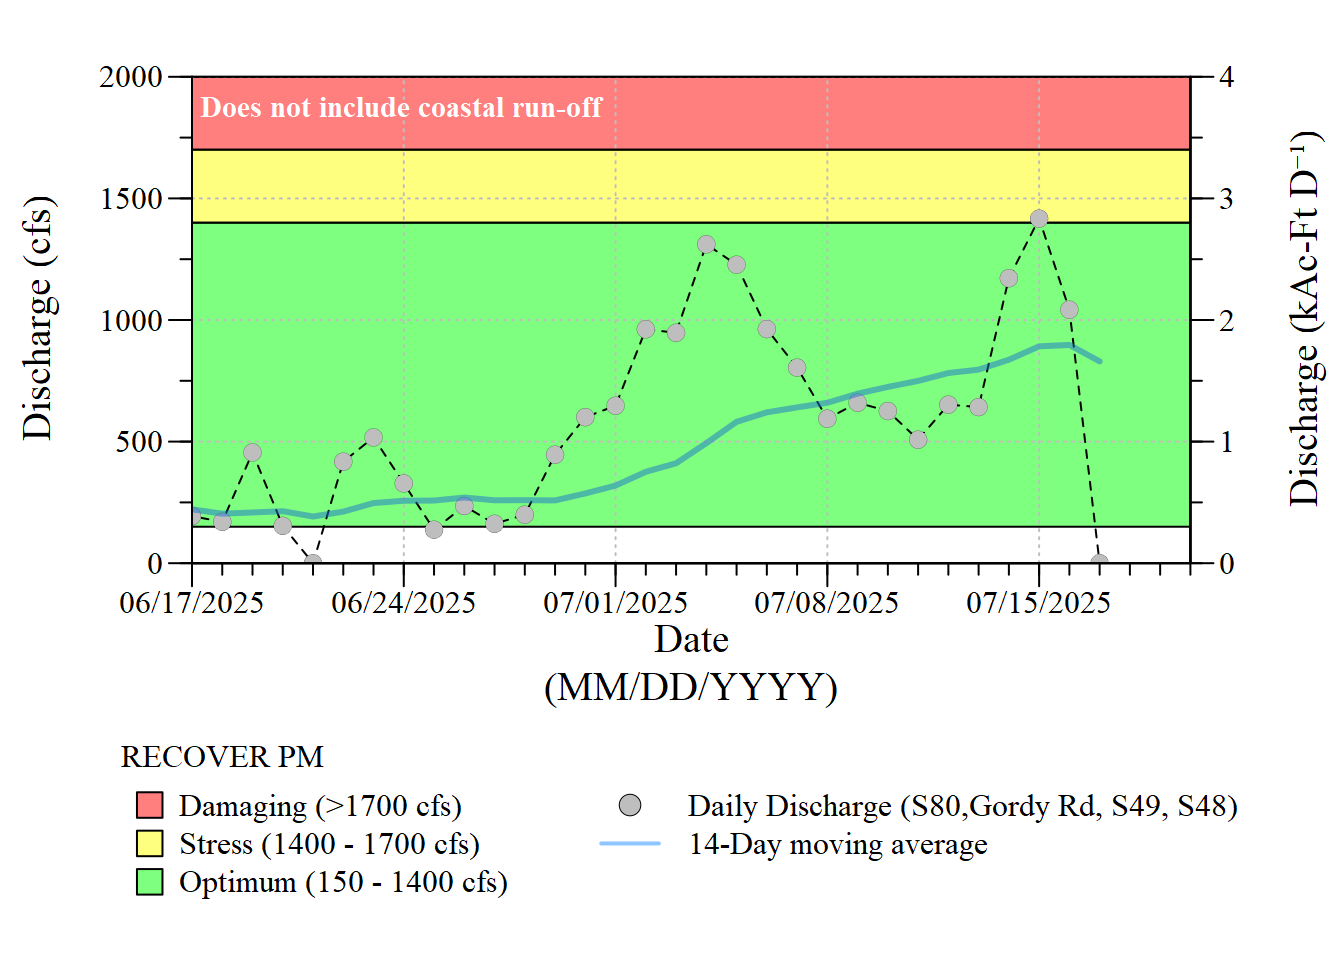 2000
1500
1000
500
0
Discharge (cfs)
Does not include coastal run-off
4
3
2
1
0
Discharge (kAc-Ft D⁻¹)
06/17/2025 06/24/2025 07/01/2025 07/08/2025 07/15/2025
Date
(MM/DD/YYYY)
RECOVER PM
Damaging (>1700 cfs)
Stress (1400 - 1700 cfs)
Optimum (150 - 1400 cfs)
Daily Discharge (S80,Gordy Rd, S49, S48)
14-Day moving average